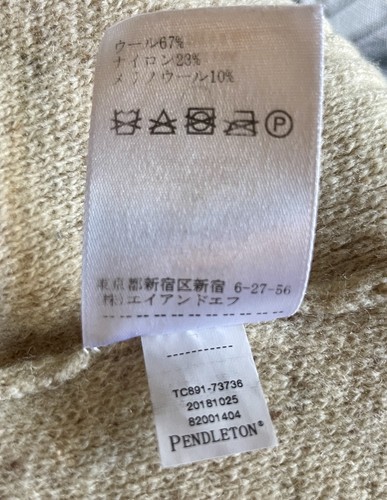 ウール67%
ナイロン23%
メリノウール10%
P
東京都新宿区新宿 6-27-56
(株)エイアンドエフ
TC891-73736
20181025
82001404
PENDLETON®